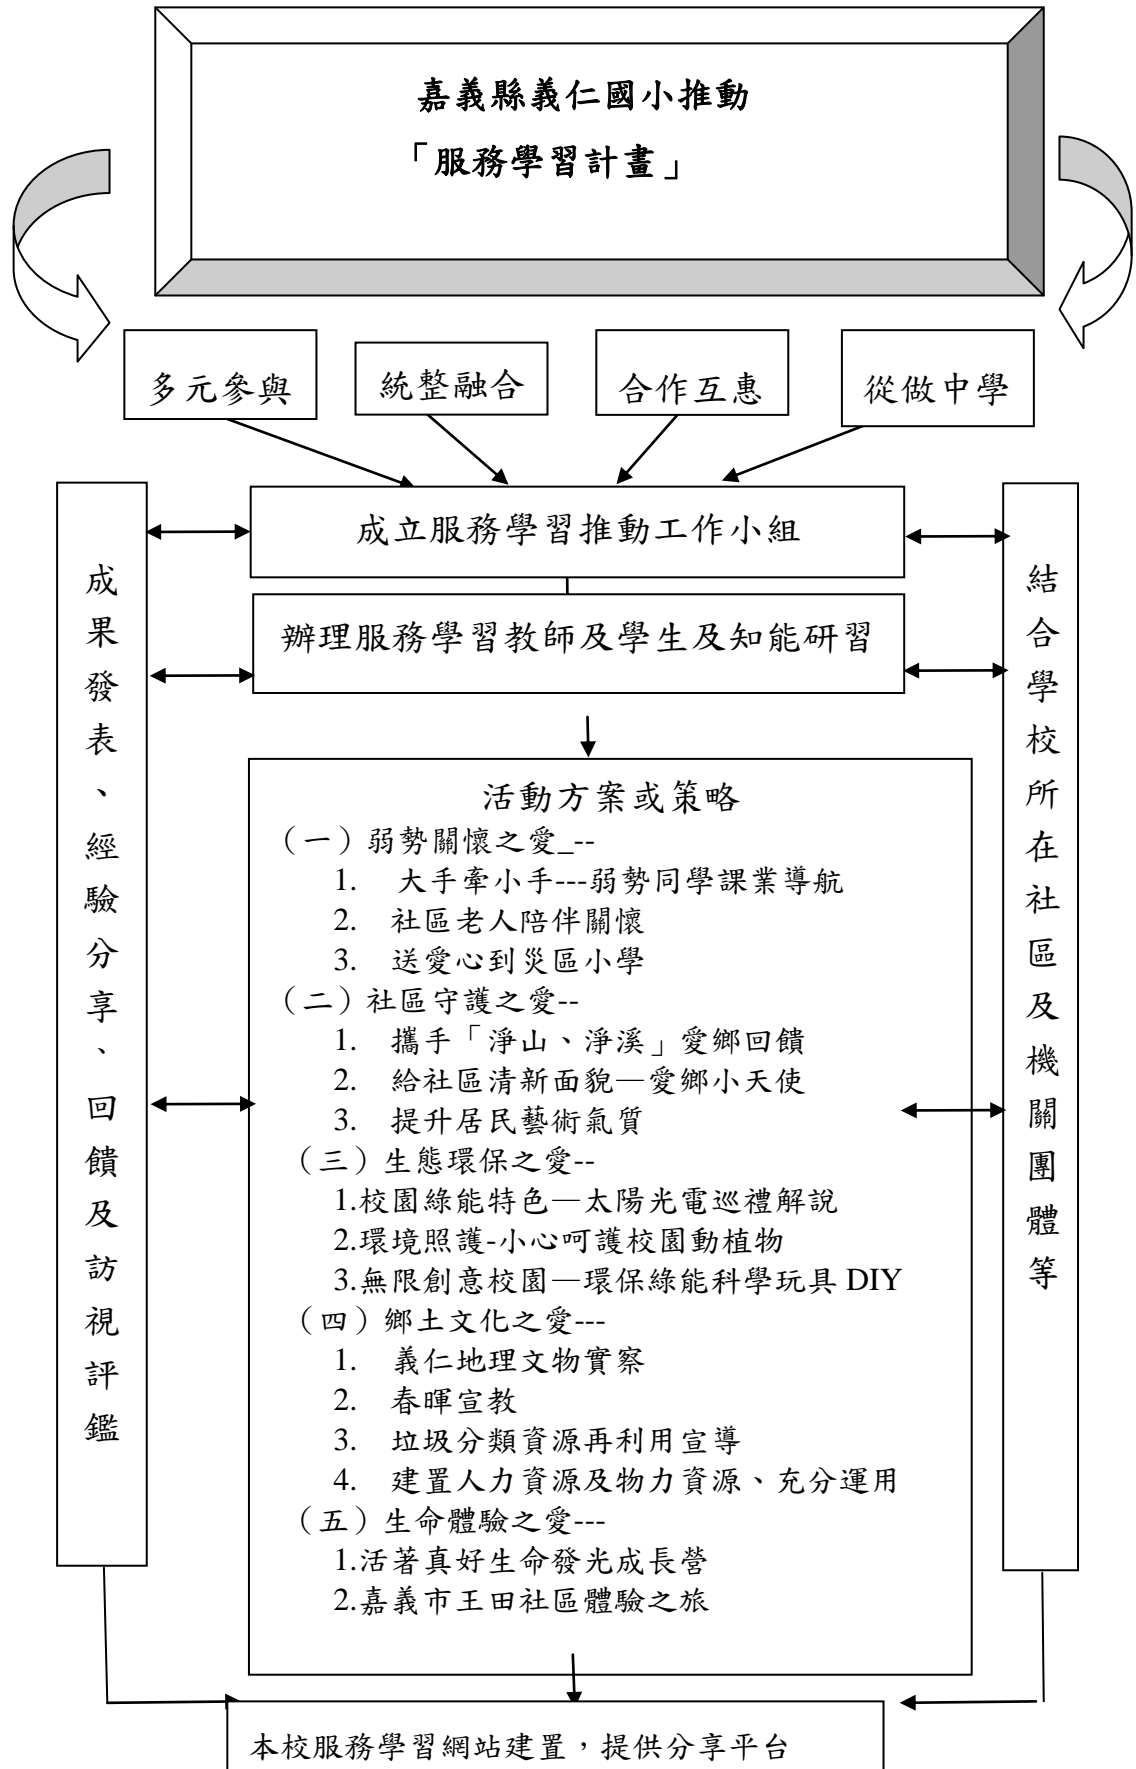 嘉義縣義仁國小推動
「服務學習計畫」
多元參與
統整融合
合作互惠
從做中學
成立服務學習推動工作小組
辦理服務學習教師及學生及知能研習
成果發表、經驗分享、回饋及訪視評鑑
結合學校所在社區及機關團體等
活動方案或策略
（一）弱勢關懷之愛_--
1. 大手牽小手---弱勢同學課業導航
2. 社區老人陪伴關懷
3. 送愛心到災區小學
（二）社區守護之愛--
1. 攜手「淨山、淨溪」愛鄉回饋
2. 給社區清新面貌—愛鄉小天使
3. 提升居民藝術氣質
（三）生態環保之愛--
1.校園綠能特色—太陽光電巡禮解說
2.環境照護-小心呵護校園動植物
3.無限創意校園—環保綠能科學玩具 DIY
（四）鄉土文化之愛---
1. 義仁地理文物實察
2. 春暉宣教
3. 垃圾分類資源再利用宣導
4. 建置人力資源及物力資源、充分運用
（五）生命體驗之愛---
1.活著真好生命發光成長營
2.嘉義市王田社區體驗之旅
本校服務學習網站建置，提供分享平台